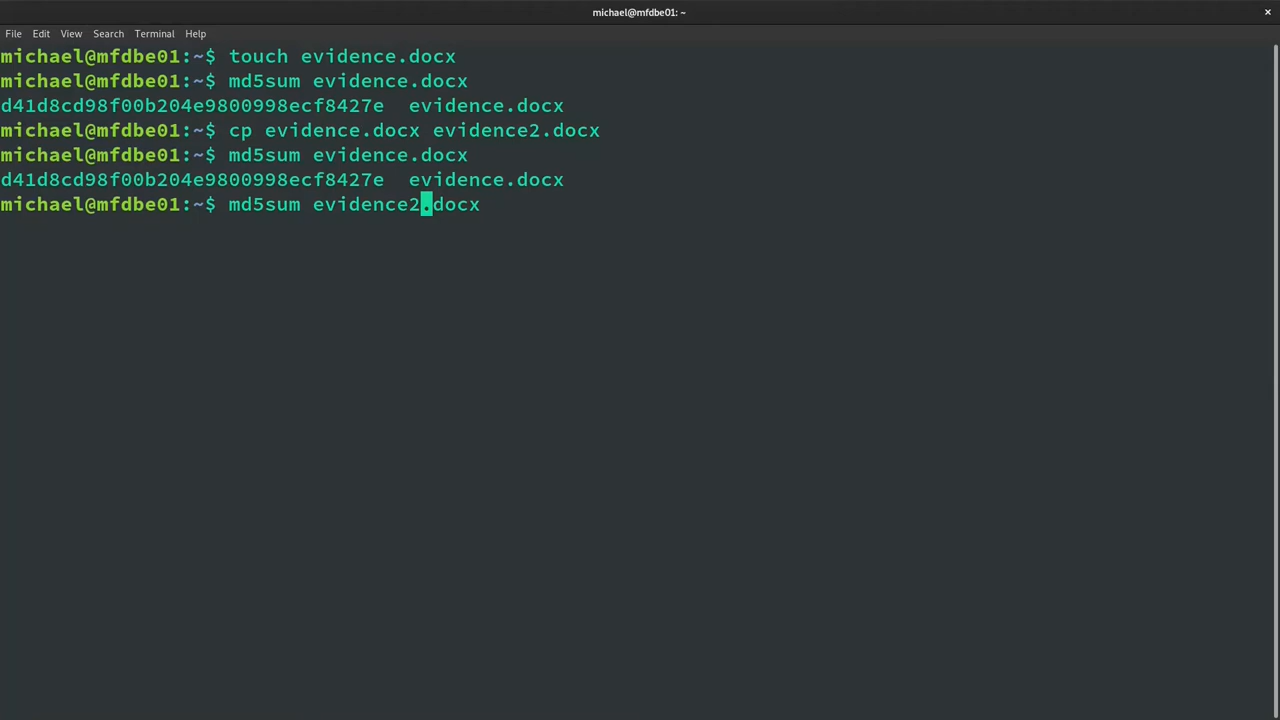 michael@mfdbe01: ~
×
File Edit View Search Terminal Help
michael@mfdbe01:~$ touch evidence.docx
michael@mfdbe01:~$ md5sum evidence.docx
d41d8cd98f00b204e9800998ecf8427e  evidence.docx
michael@mfdbe01:~$ cp evidence.docx evidence2.docx
michael@mfdbe01:~$ md5sum evidence.docx
d41d8cd98f00b204e9800998ecf8427e  evidence.docx
michael@mfdbe01:~$ md5sum evidence2.docx